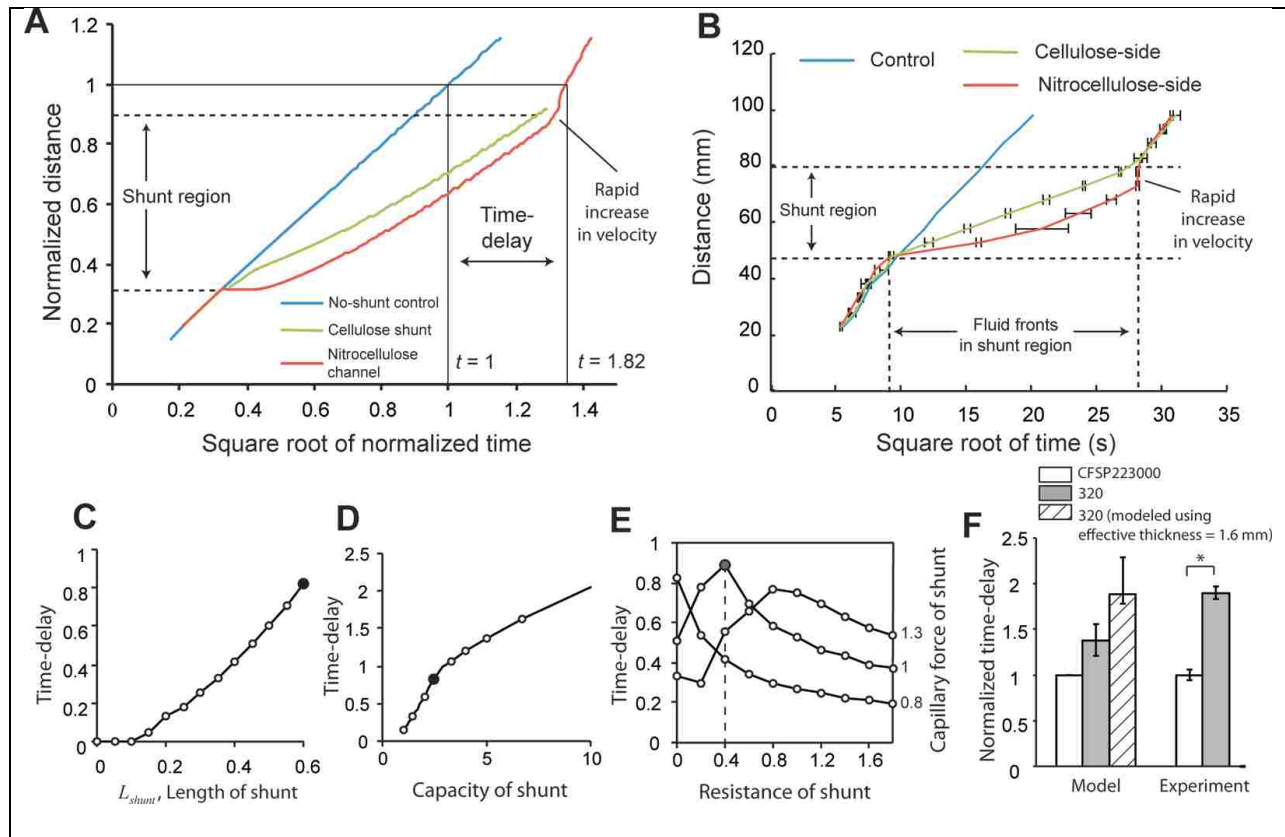 A
Normalized distance
1.2
1
0.8
0.6
0.4
0.2
0
Shunt region
Time-
delay
Rapid
increase
in velocity
No-shunt control
Cellulose shunt
Nitrocellulose
channel
t = 1
t = 1.82
0 0.2 0.4 0.6 0.8 1 1.2 1.4
Square root of normalized time
B
Control
Cellulose-side
Nitrocellulose-side
Distance (mm)
120
100
80
60
40
20
0
Shunt region
Rapid
increase
in velocity
Fluid fronts
in shunt region
0 5 10 15 20 25 30 35
Square root of time (s)
C
Time-delay
1
0.8
0.6
0.4
0.2
0
0 0.2 0.4 0.6
L_shunt, Length of shunt
D
Time-delay
2.5
2
1.5
1
0.5
0
0 5 10
Capacity of shunt
E
Time-delay
1
0.8
0.6
0.4
0.2
0
1.3
1
0.8
Capillary force of shunt
0 0.4 0.8 1.2 1.6
Resistance of shunt
F
CFSP223000
320
320 (modeled using
effective thickness = 1.6 mm)
Normalized time-delay
2.5
2
1.5
1
0.5
0
*
Model Experiment